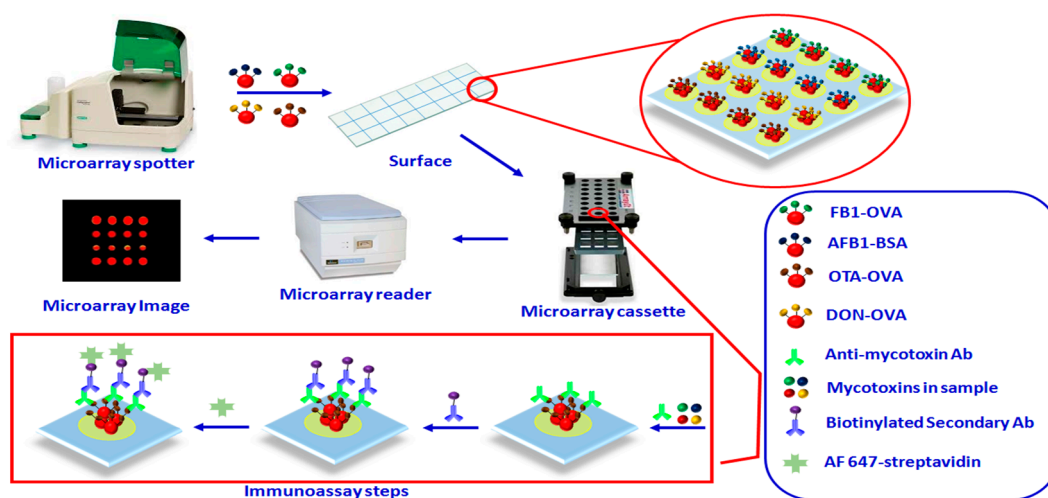 Microarray spotter
Surface
Microarray Image
Microarray reader
Microarray cassette
FB1-OVA
AFB1-BSA
OTA-OVA
DON-OVA
Anti-mycotoxin Ab
Mycotoxins in sample
Biotinylated Secondary Ab
AF 647-streptavidin
Immunoassay steps